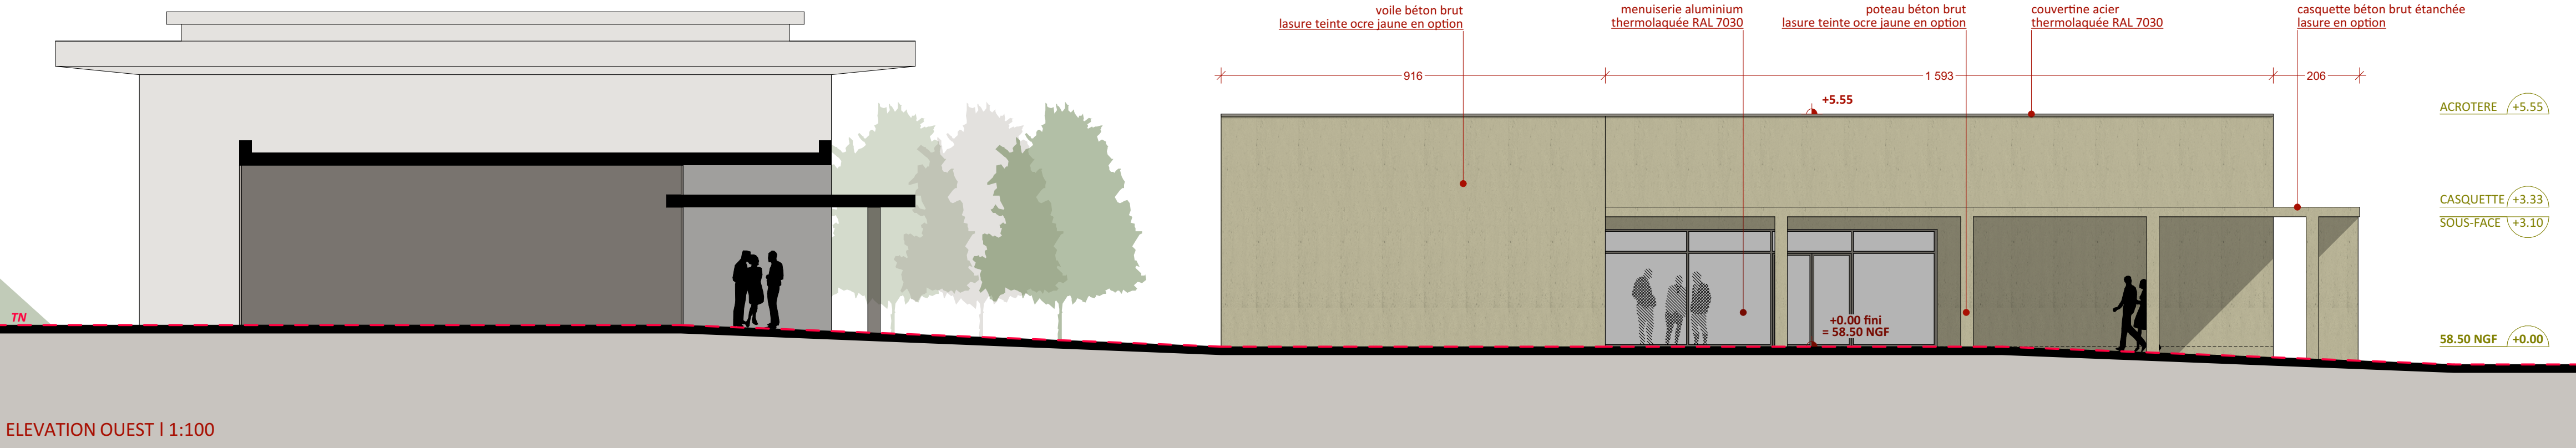 voile béton brut
lasure teinte ocre jaune en option
menuiserie aluminium
thermolaquée RAL 7030
poteau béton brut
lasure teinte ocre jaune en option
couvertine acier
thermolaquée RAL 7030
casquette béton brut étanchée
lasure en option
916
1 593
206
+5.55
ACROTERE +5.55
CASQUETTE +3.33
SOUS-FACE +3.10
TN
+0.00 fini
= 58.50 NGF
58.50 NGF +0.00
ELEVATION OUEST I 1:100